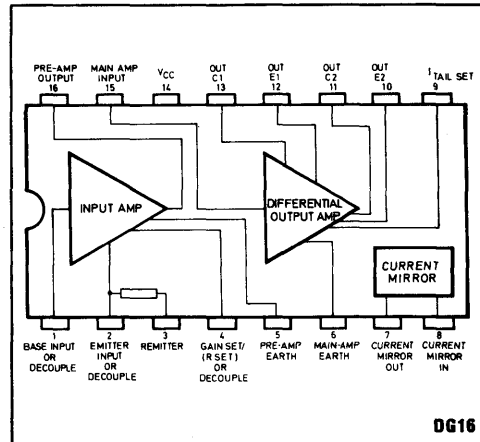 PRE-AMP MAIN AMP VCC OUT OUT OUT OUT ITAIL SET
OUTPUT INPUT C1 E1 C2 E2
16 15 14 13 12 11 10 9
INPUT AMP
DIFFERENTIAL
OUTPUT AMP
CURRENT
MIRROR
1 2 3 4 5 6 7 8
BASE INPUT EMITTER REMITTER GAIN SET/ PRE-AMP MAIN-AMP CURRENT CURRENT
OR INPUT (R SET) EARTH EARTH MIRROR MIRROR
DECOUPLE OR OR OUT IN
DECOUPLE DECOUPLE
DG16